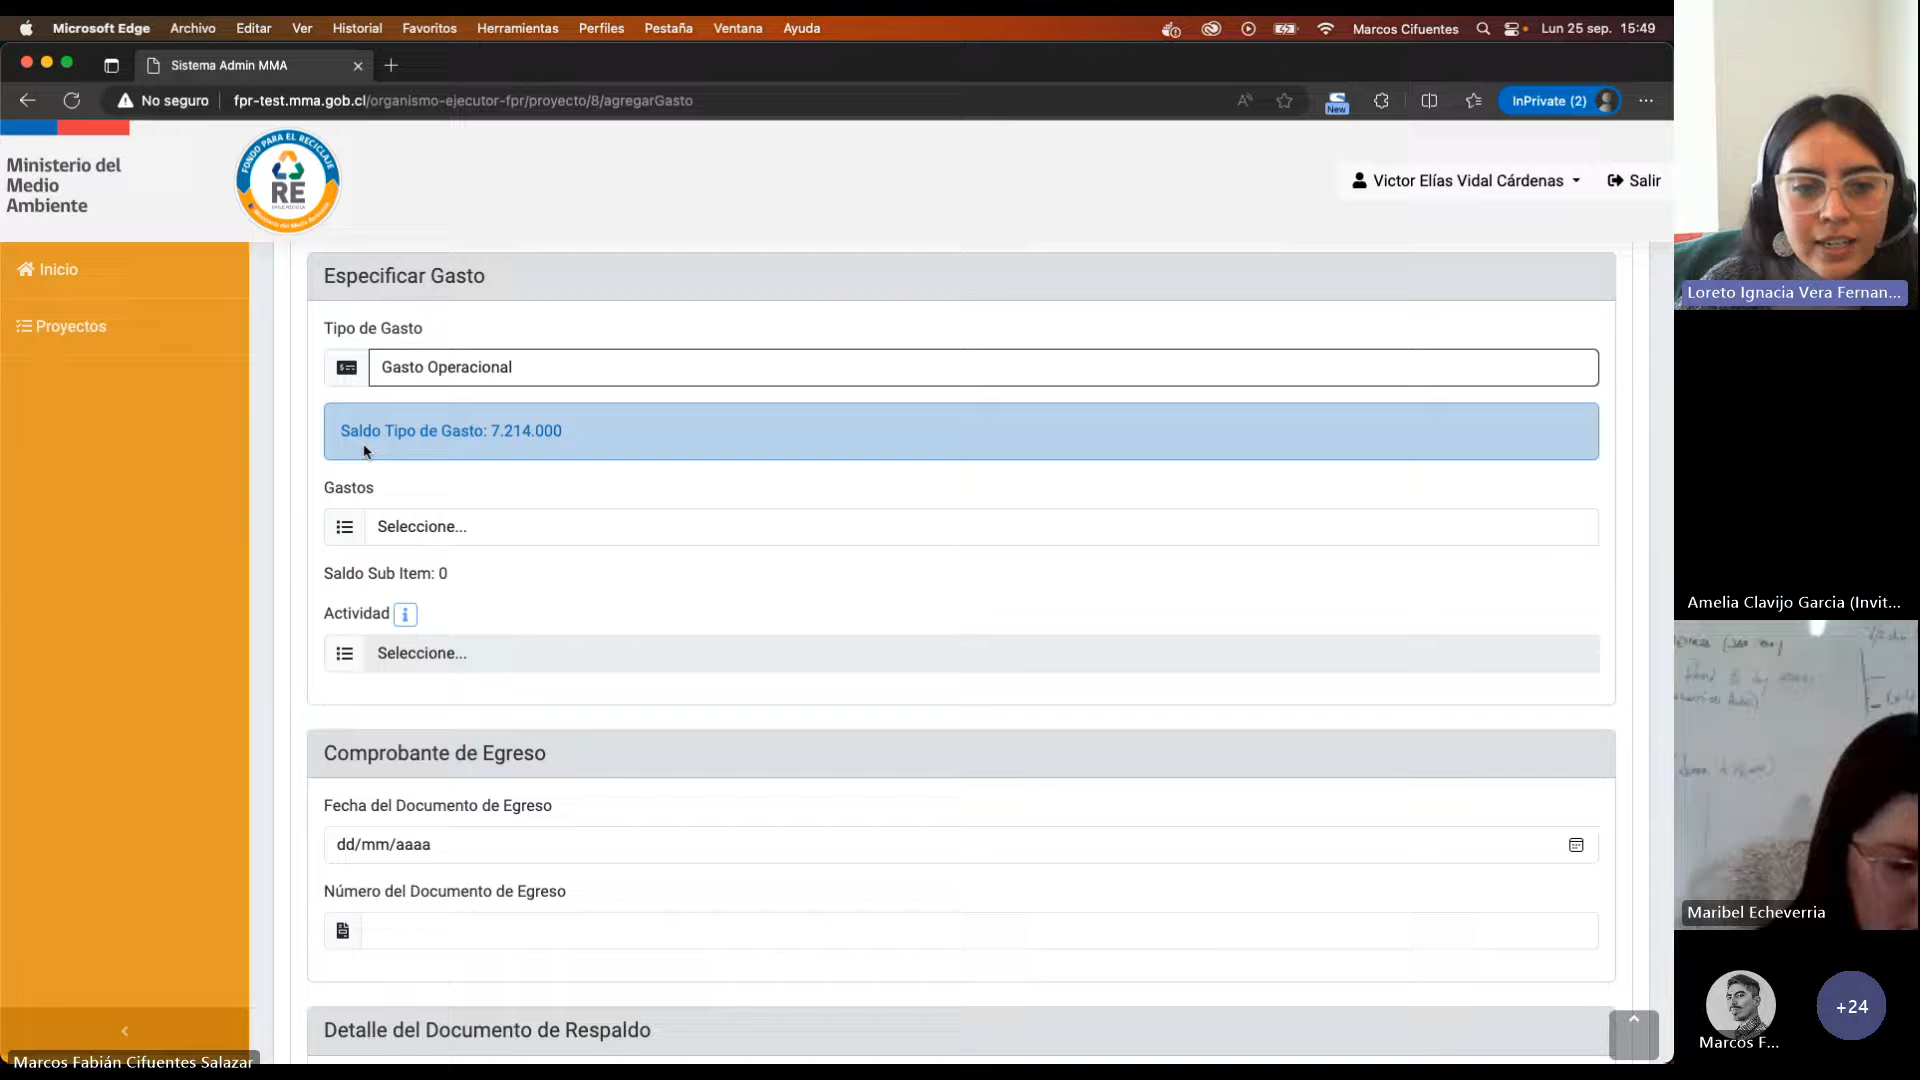 Microsoft Edge Archivo Editar Ver Historial Favoritos Herramientas Perfiles Pestaña Ventana Ayuda
Marcos Cifuentes Lun 25 sep. 15:49
Sistema Admin MMA
No seguro fpr-test.mma.gob.cl/organismo-ejecutor-fpr/proyecto/8/agregarGasto
New
InPrivate (2)
Ministerio del
Medio
Ambiente
FONDO PARA EL RECICLAJE
RE
Victor Elías Vidal Cárdenas
Salir
Inicio
Proyectos
Especificar Gasto
Tipo de Gasto
Gasto Operacional
Saldo Tipo de Gasto: 7.214.000
Gastos
Seleccione...
Saldo Sub Item: 0
Actividad
Seleccione...
Comprobante de Egreso
Fecha del Documento de Egreso
dd/mm/aaaa
Número del Documento de Egreso
Detalle del Documento de Respaldo
Marcos Fabián Cifuentes Salazar
Loreto Ignacia Vera Fernan...
Amelia Clavijo Garcia (Invit...
Maribel Echeverria
Marcos F...
+24